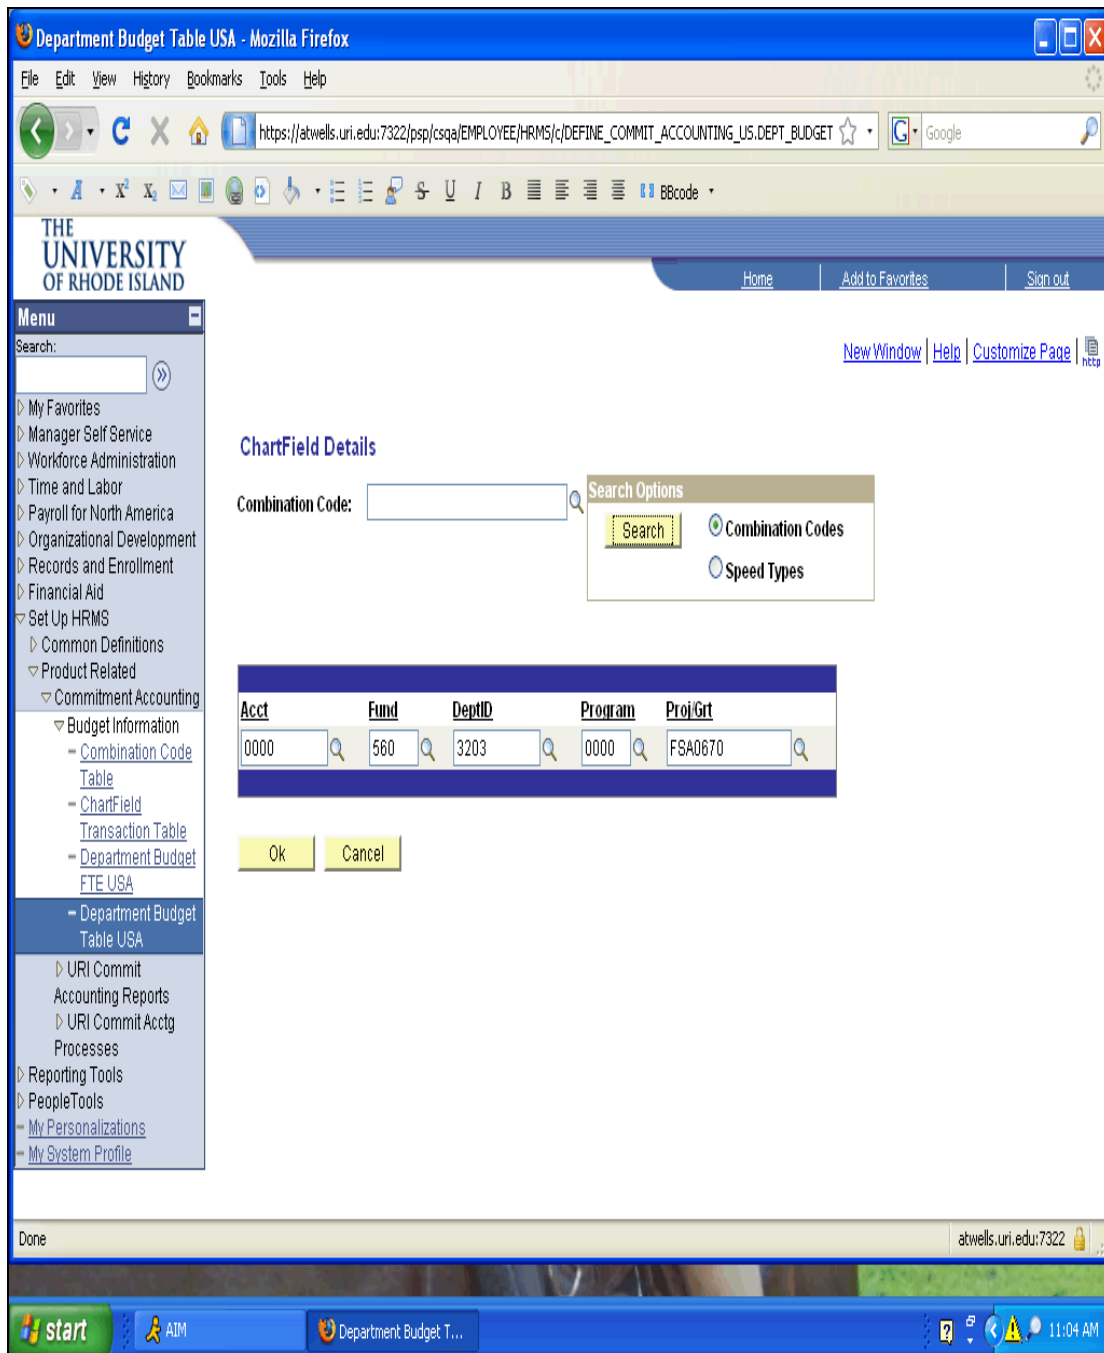 Department Budget Table USA - Mozilla Firefox
File Edit View History Bookmarks Tools Help
https://atwells.uri.edu:7322/psp/csqa/EMPLOYEE/HRMS/c/DEFINE_COMMIT_ACCOUNTING_US.DEPT_BUDGET
G Google
A X² X₂ S U I B BBcode
THE
UNIVERSITY
OF RHODE ISLAND
Home Add to Favorites Sign out
Menu
Search:
My Favorites
Manager Self Service
Workforce Administration
Time and Labor
Payroll for North America
Organizational Development
Records and Enrollment
Financial Aid
Set Up HRMS
Common Definitions
Product Related
Commitment Accounting
Budget Information
Combination Code
Table
ChartField
Transaction Table
Department Budget
FTE USA
Department Budget
Table USA
URI Commit
Accounting Reports
URI Commit Acctg
Processes
Reporting Tools
PeopleTools
My Personalizations
My System Profile
New Window | Help | Customize Page | http
ChartField Details
Combination Code:
Search Options
Search Combination Codes
Speed Types
Acct Fund DeptID Program Proj/Grt
0000 560 3203 0000 FSA0670
Ok Cancel
Done atwells.uri.edu:7322
start AIM Department Budget T... 11:04 AM